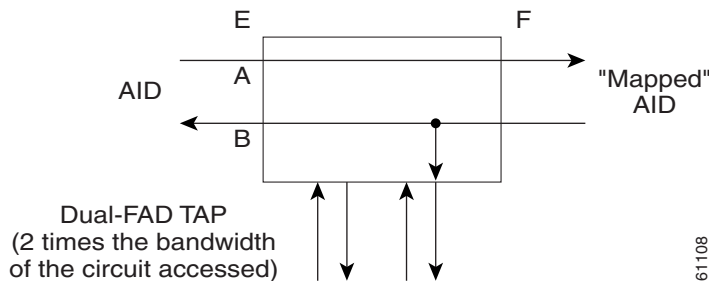 E
F
A
AID
"Mapped"
AID
B
Dual-FAD TAP
(2 times the bandwidth
of the circuit accessed)
61108